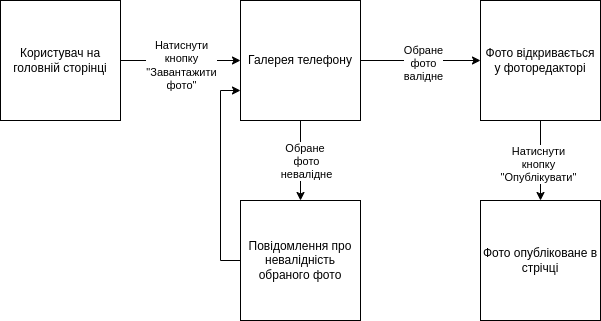 Користувач на
головній сторінці
Натиснути
кнопку
"Завантажити
фото"
Галерея телефону
Обране
фото
валідне
Фото відкривається
у фоторедакторі
Обране
фото
невалідне
Натиснути
кнопку
"Опублікувати"
Повідомлення про
невалідність
обраного фото
Фото опубліковане в
стрічці